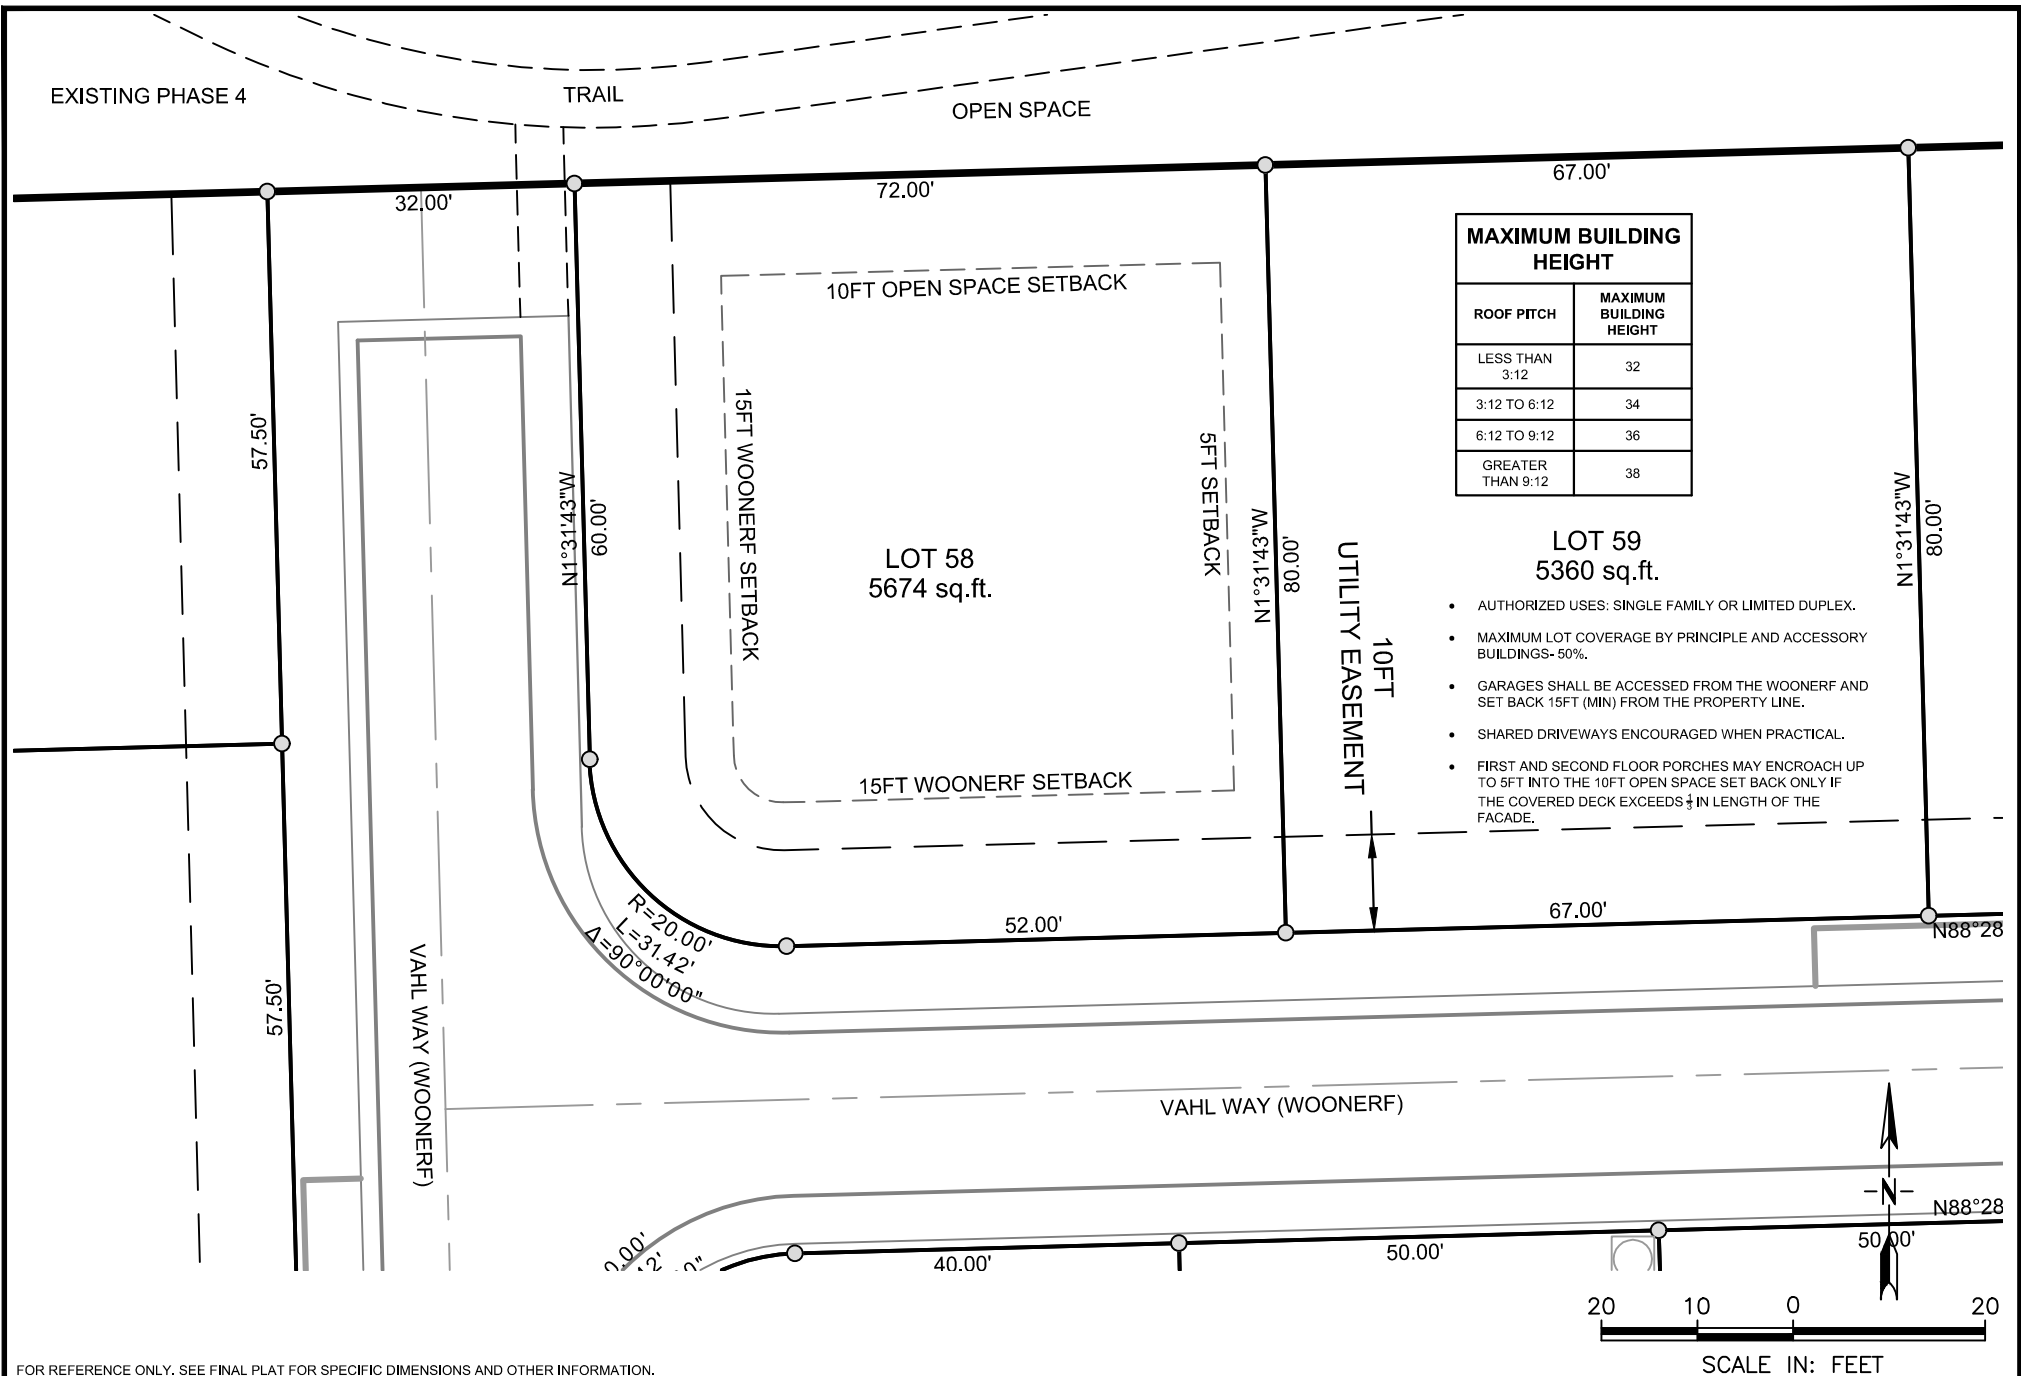 EXISTING PHASE 4
TRAIL
OPEN SPACE
32.00'
72.00'
67.00'
MAXIMUM BUILDING
HEIGHT
ROOF PITCH
MAXIMUM
BUILDING
HEIGHT
LESS THAN
3:12
32
3:12 TO 6:12
34
6:12 TO 9:12
36
GREATER
THAN 9:12
38
10FT OPEN SPACE SETBACK
57.50'
N1°31'43"W
60.00'
15FT WOONERF SETBACK
5FT SETBACK
LOT 58
5674 sq.ft.
N1°31'43"W
80.00'
UTILITY EASEMENT
10FT
LOT 59
5360 sq.ft.
N1°31'43"W
80.00'
• AUTHORIZED USES: SINGLE FAMILY OR LIMITED DUPLEX.
• MAXIMUM LOT COVERAGE BY PRINCIPLE AND ACCESSORY
BUILDINGS- 50%.
• GARAGES SHALL BE ACCESSED FROM THE WOONERF AND
SET BACK 15FT (MIN) FROM THE PROPERTY LINE.
• SHARED DRIVEWAYS ENCOURAGED WHEN PRACTICAL.
• FIRST AND SECOND FLOOR PORCHES MAY ENCROACH UP
TO 5FT INTO THE 10FT OPEN SPACE SET BACK ONLY IF
THE COVERED DECK EXCEEDS ⅓ IN LENGTH OF THE
FACADE.
15FT WOONERF SETBACK
R=20.00'
L=31.42'
Δ=90°00'00"
52.00'
67.00'
N88°28
57.50'
VAHL WAY (WOONERF)
VAHL WAY (WOONERF)
N
N88°28
0.00'
42'
0"
40.00'
50.00'
50.00'
20 10 0 20
SCALE IN: FEET
FOR REFERENCE ONLY. SEE FINAL PLAT FOR SPECIFIC DIMENSIONS AND OTHER INFORMATION.